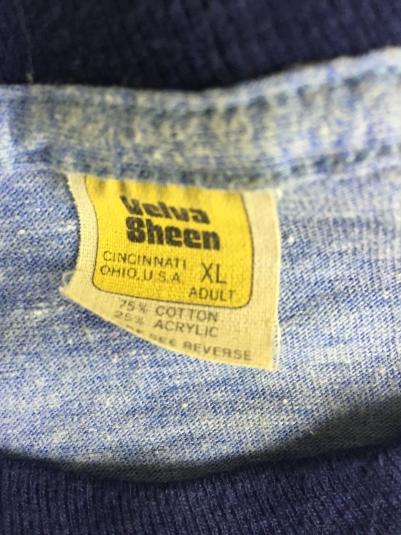 Velva
Sheen
CINCINNATI
OHIO, U.S.A. XL
ADULT
75% COTTON
25% ACRYLIC
SEE REVERSE